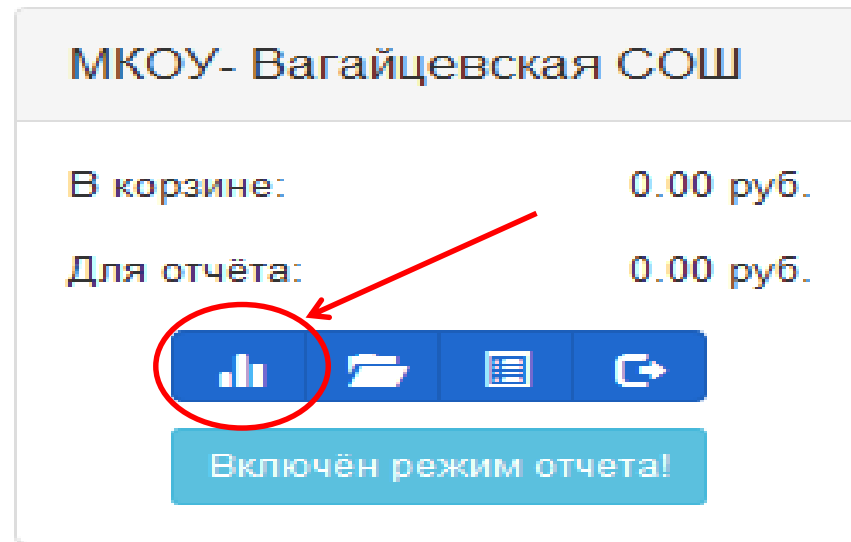 МКОУ- Вагайцевская СОШ
В корзине: 0.00 руб.
Для отчёта: 0.00 руб.
Включён режим отчета!